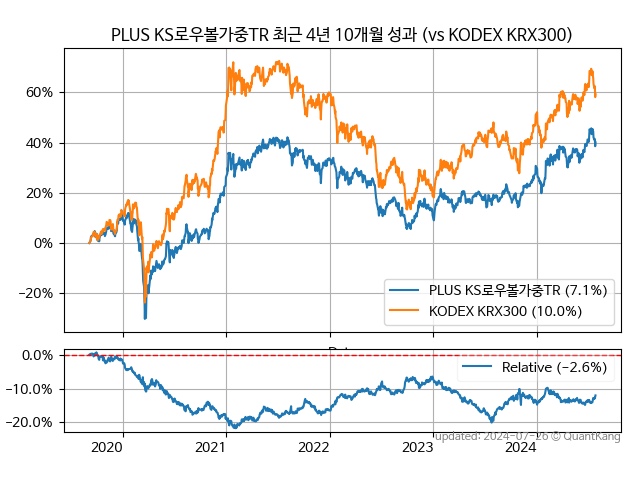 PLUS KS로우볼가중TR 최근 4년 10개월 성과 (vs KODEX KRX300)
60%
40%
20%
0%
−20%
PLUS KS로우볼가중TR (7.1%)
KODEX KRX300 (10.0%)
0.0%
−10.0%
−20.0%
Relative (−2.6%)
2020
2021
2022
2023
2024
updated: 2024-07-26 © QuantKang